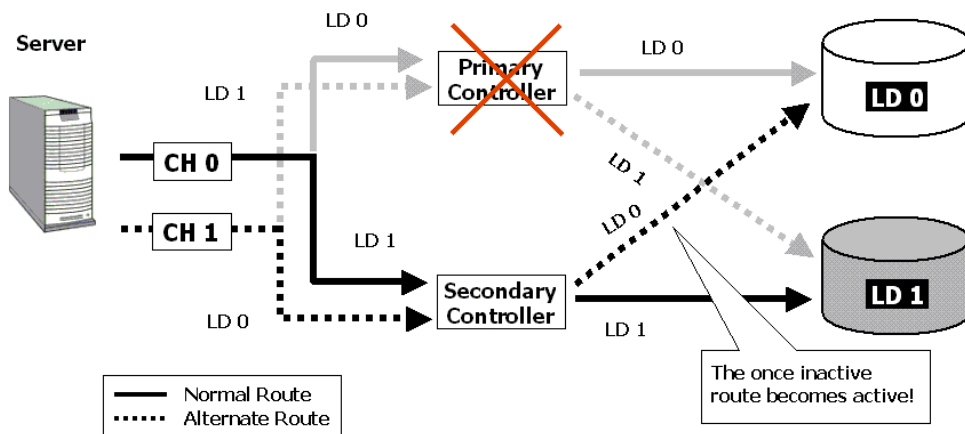 LD 0
Server
LD 0
Primary
Controller
LD 0
LD 1
LD 1
CH 0
LD 0
CH 1
LD 1
LD 1
Secondary
Controller
LD 0
LD 0
LD 1
The once inactive
route becomes active!
Normal Route
Alternate Route